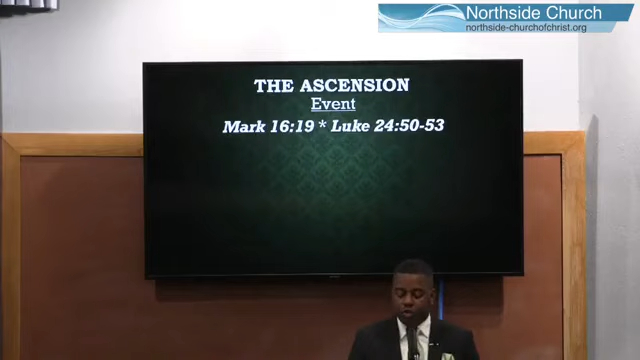 Northside Church
northside-churchofchrist.org
THE ASCENSION
Event
Mark 16:19 * Luke 24:50-53